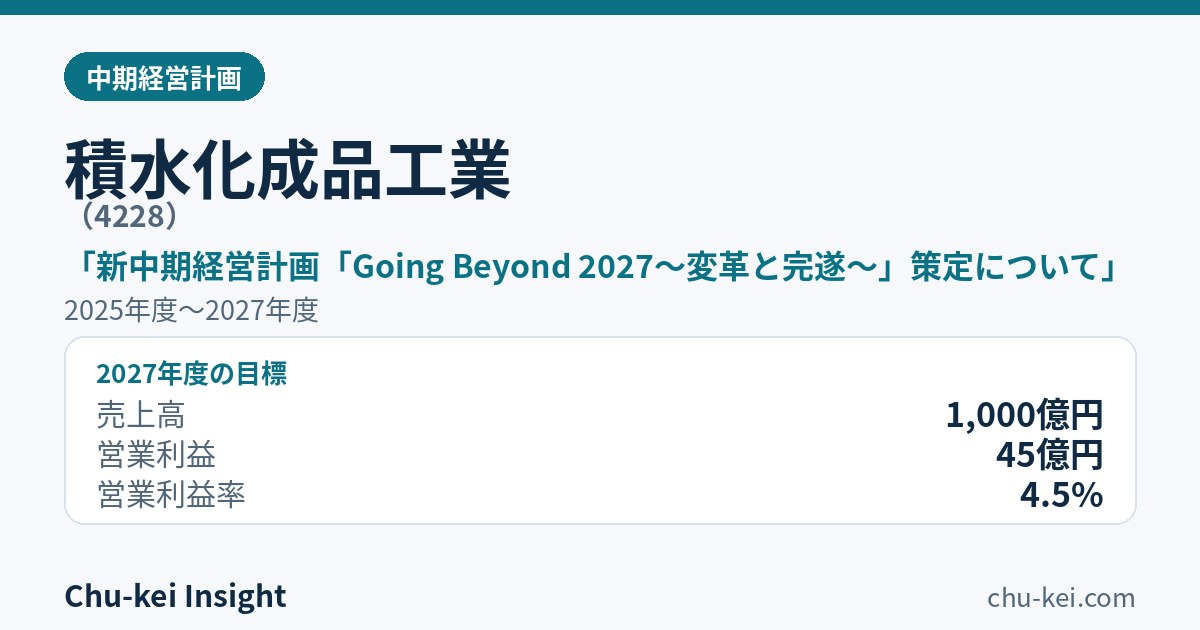 中期経営計画
積水化成品工業
（4228）
「新中期経営計画「Going Beyond 2027～変革と完遂～」策定について」
2025年度～2027年度
2027年度の目標
売上高 1,000億円
営業利益 45億円
営業利益率 4.5%
Chu-kei Insight
chu-kei.com